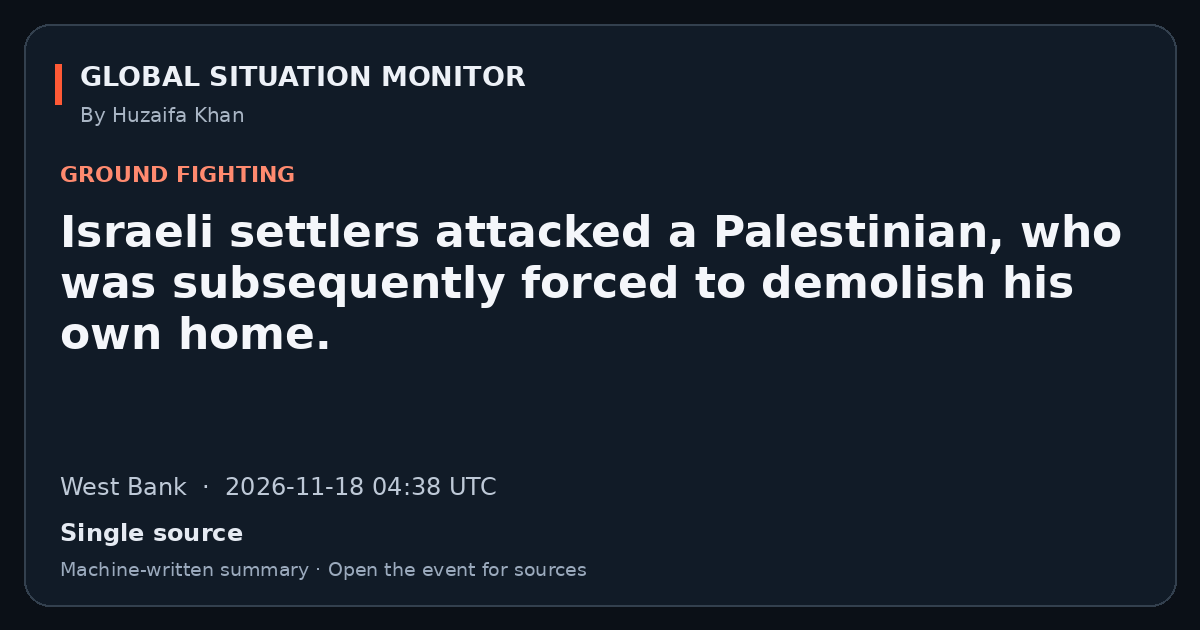 GLOBAL SITUATION MONITOR
By Huzaifa Khan
GROUND FIGHTING
Israeli settlers attacked a Palestinian, who
was subsequently forced to demolish his
own home.
West Bank · 2026-11-18 04:38 UTC
Single source
Machine-written summary · Open the event for sources